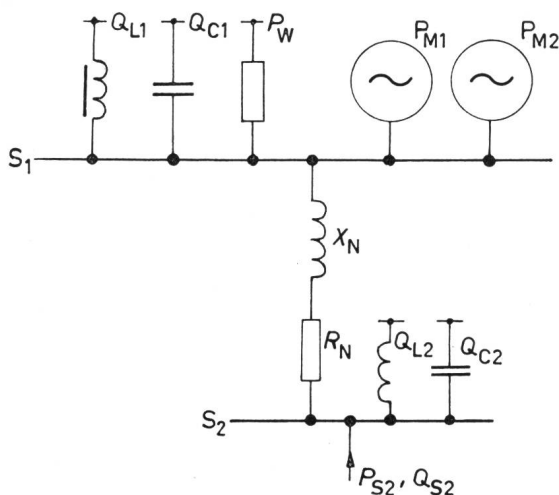 Q_L1
Q_C1
P_W
P_M1
P_M2
S_1
X_N
R_N
Q_L2
Q_C2
S_2
P_S2, Q_S2